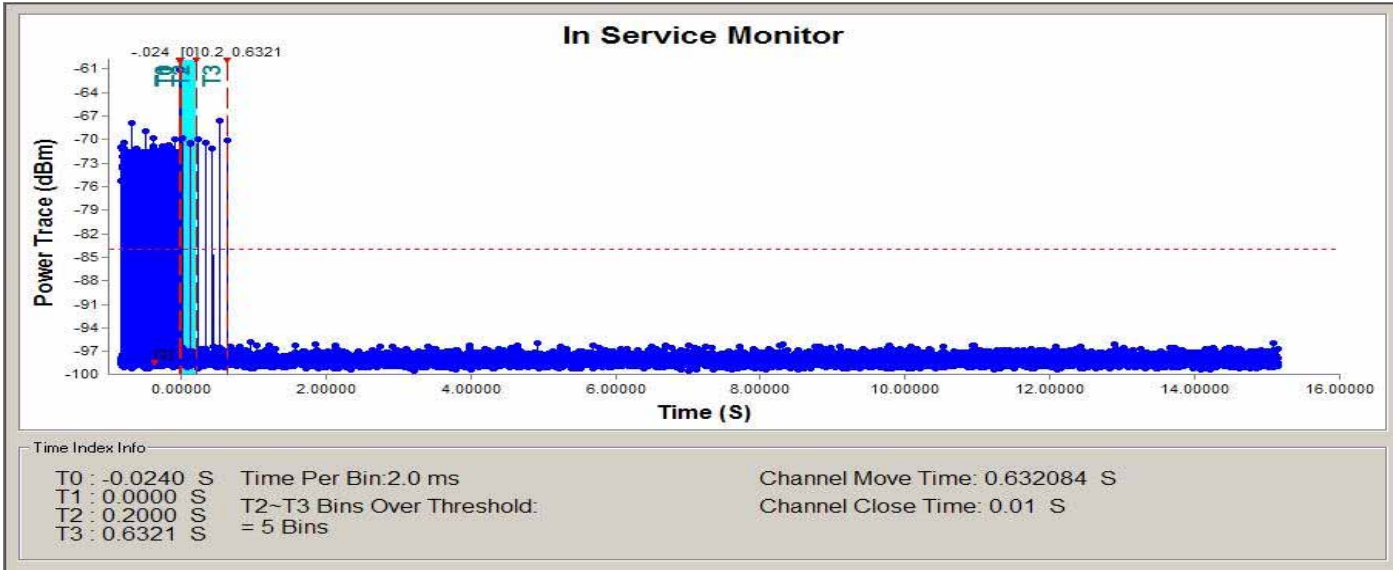 In Service Monitor
-.024 [0]0.2 0.6321
T3
-61
-64
-67
-70
-73
-76
-79
-82
-85
-88
-91
-94
-97
-100
Power Trace (dBm)
0.00000 2.00000 4.00000 6.00000 8.00000 10.00000 12.00000 14.00000 16.00000
Time (S)
Time Index Info
T0 : -0.0240 S Time Per Bin:2.0 ms Channel Move Time: 0.632084 S
T1 : 0.0000 S
T2 : 0.2000 S T2~T3 Bins Over Threshold: Channel Close Time: 0.01 S
T3 : 0.6321 S = 5 Bins